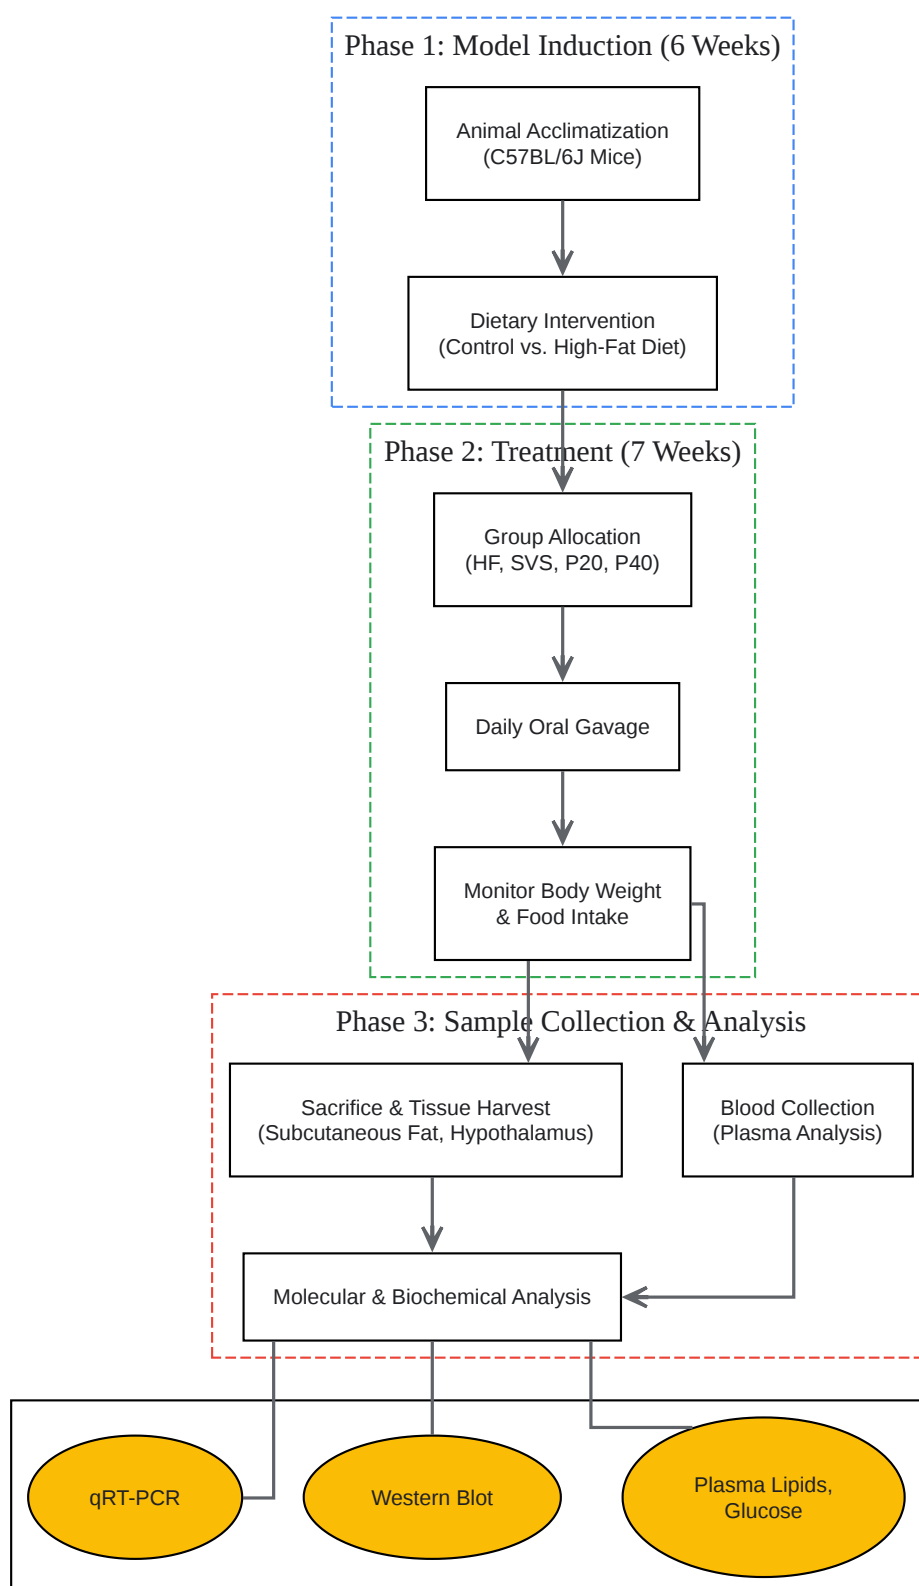 Phase 1: Model Induction (6 Weeks)
Animal Acclimatization
(C57BL/6J Mice)
Dietary Intervention
(Control vs. High-Fat Diet)
Phase 2: Treatment (7 Weeks)
Group Allocation
(HF, SVS, P20, P40)
Daily Oral Gavage
Monitor Body Weight
& Food Intake
Phase 3: Sample Collection & Analysis
Sacrifice & Tissue Harvest
(Subcutaneous Fat, Hypothalamus)
Blood Collection
(Plasma Analysis)
Molecular & Biochemical Analysis
qRT-PCR
Western Blot
Plasma Lipids,
Glucose